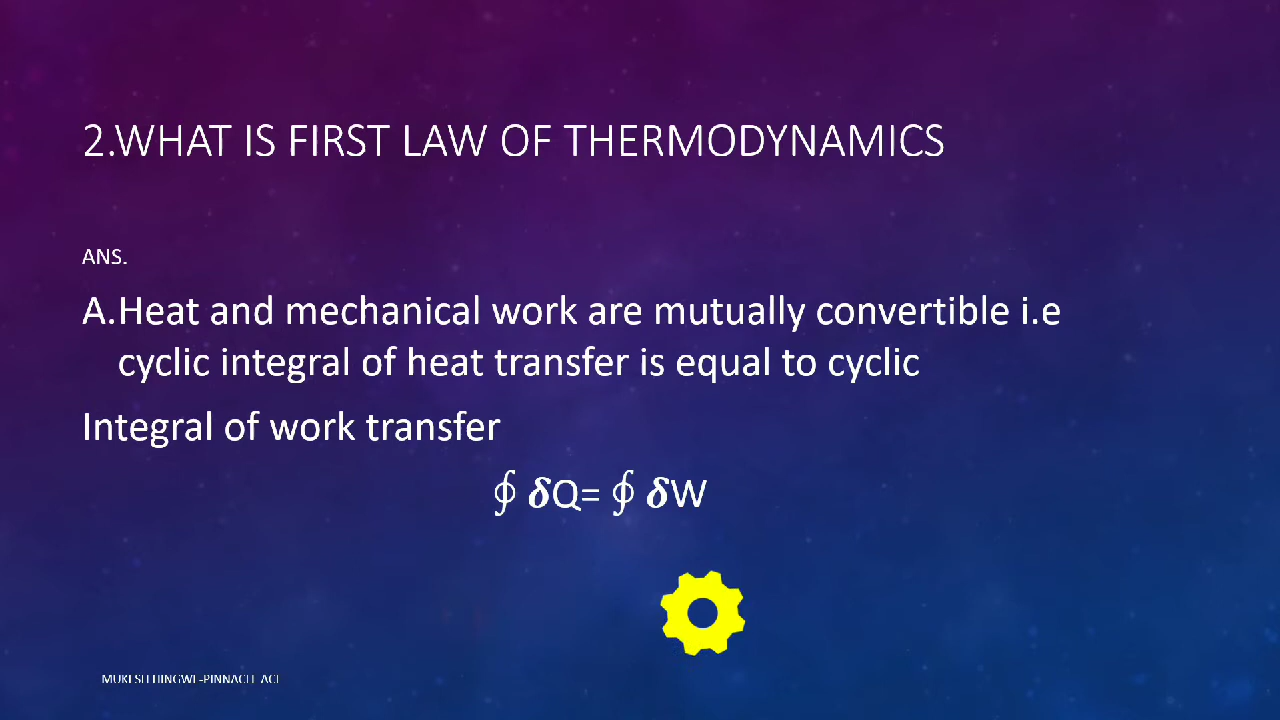 2.WHAT IS FIRST LAW OF THERMODYNAMICS
ANS.
A.Heat and mechanical work are mutually convertible i.e
cyclic integral of heat transfer is equal to cyclic
Integral of work transfer
∮ 𝜹Q= ∮ 𝜹W